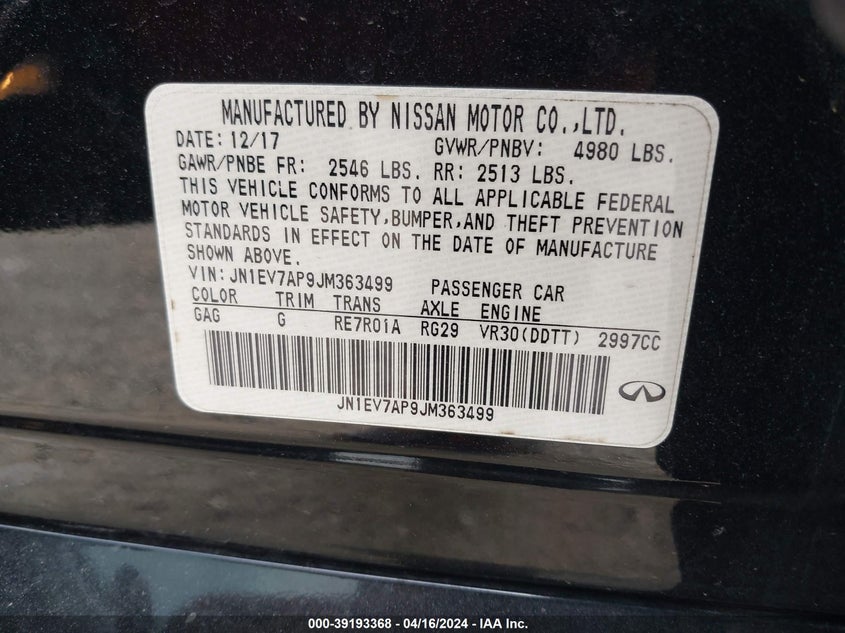 MANUFACTURED BY NISSAN MOTOR CO.,LTD.
DATE: 12/17 GVWR/PNBV: 4980 LBS.
GAWR/PNBE FR: 2546 LBS. RR: 2513 LBS.
THIS VEHICLE CONFORMS TO ALL APPLICABLE FEDERAL
MOTOR VEHICLE SAFETY,BUMPER,AND THEFT PREVENTION
STANDARDS IN EFFECT ON THE DATE OF MANUFACTURE
SHOWN ABOVE.
VIN:JN1EV7AP9JM363499 PASSENGER CAR
COLOR TRIM TRANS AXLE ENGINE
GAG G RE7R01A RG29 VR30(DDTT) 2997CC
JN1EV7AP9JM363499
000-39193368 - 04/16/2024 - IAA Inc.